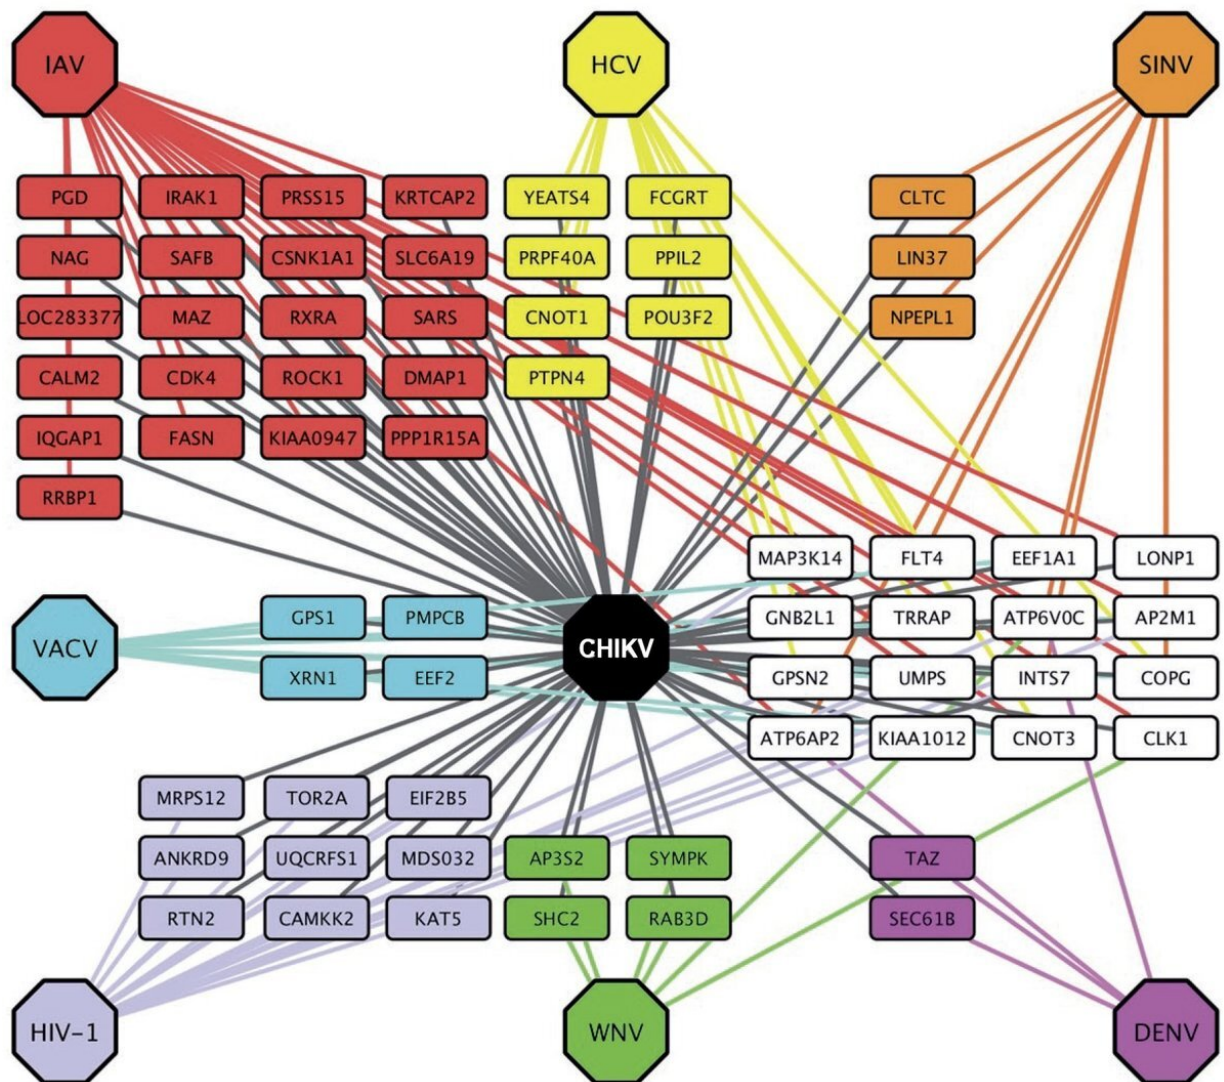 IAV HCV SINV
PGD IRAK1 PRSS15 KRTCAP2 YEATS4 FCGRT CLTC
NAG SAFB CSNK1A1 SLC6A19 PRPF40A PPIL2 LIN37
LOC283377 MAZ RXRA SARS CNOT1 POU3F2 NPEPL1
CALM2 CDK4 ROCK1 DMAP1 PTPN4
IQGAP1 FASN KIAA0947 PPP1R15A
RRBP1
MAP3K14 FLT4 EEF1A1 LONP1
GPS1 PMPCB GNB2L1 TRRAP ATP6V0C AP2M1
VACV CHIKV
XRN1 EEF2 GPSN2 UMPS INTS7 COPG
ATP6AP2 KIAA1012 CNOT3 CLK1
MRPS12 TOR2A EIF2B5
ANKRD9 UQCRFS1 MDS032 AP3S2 SYMPK TAZ
RTN2 CAMKK2 KAT5 SHC2 RAB3D SEC61B
HIV-1 WNV DENV